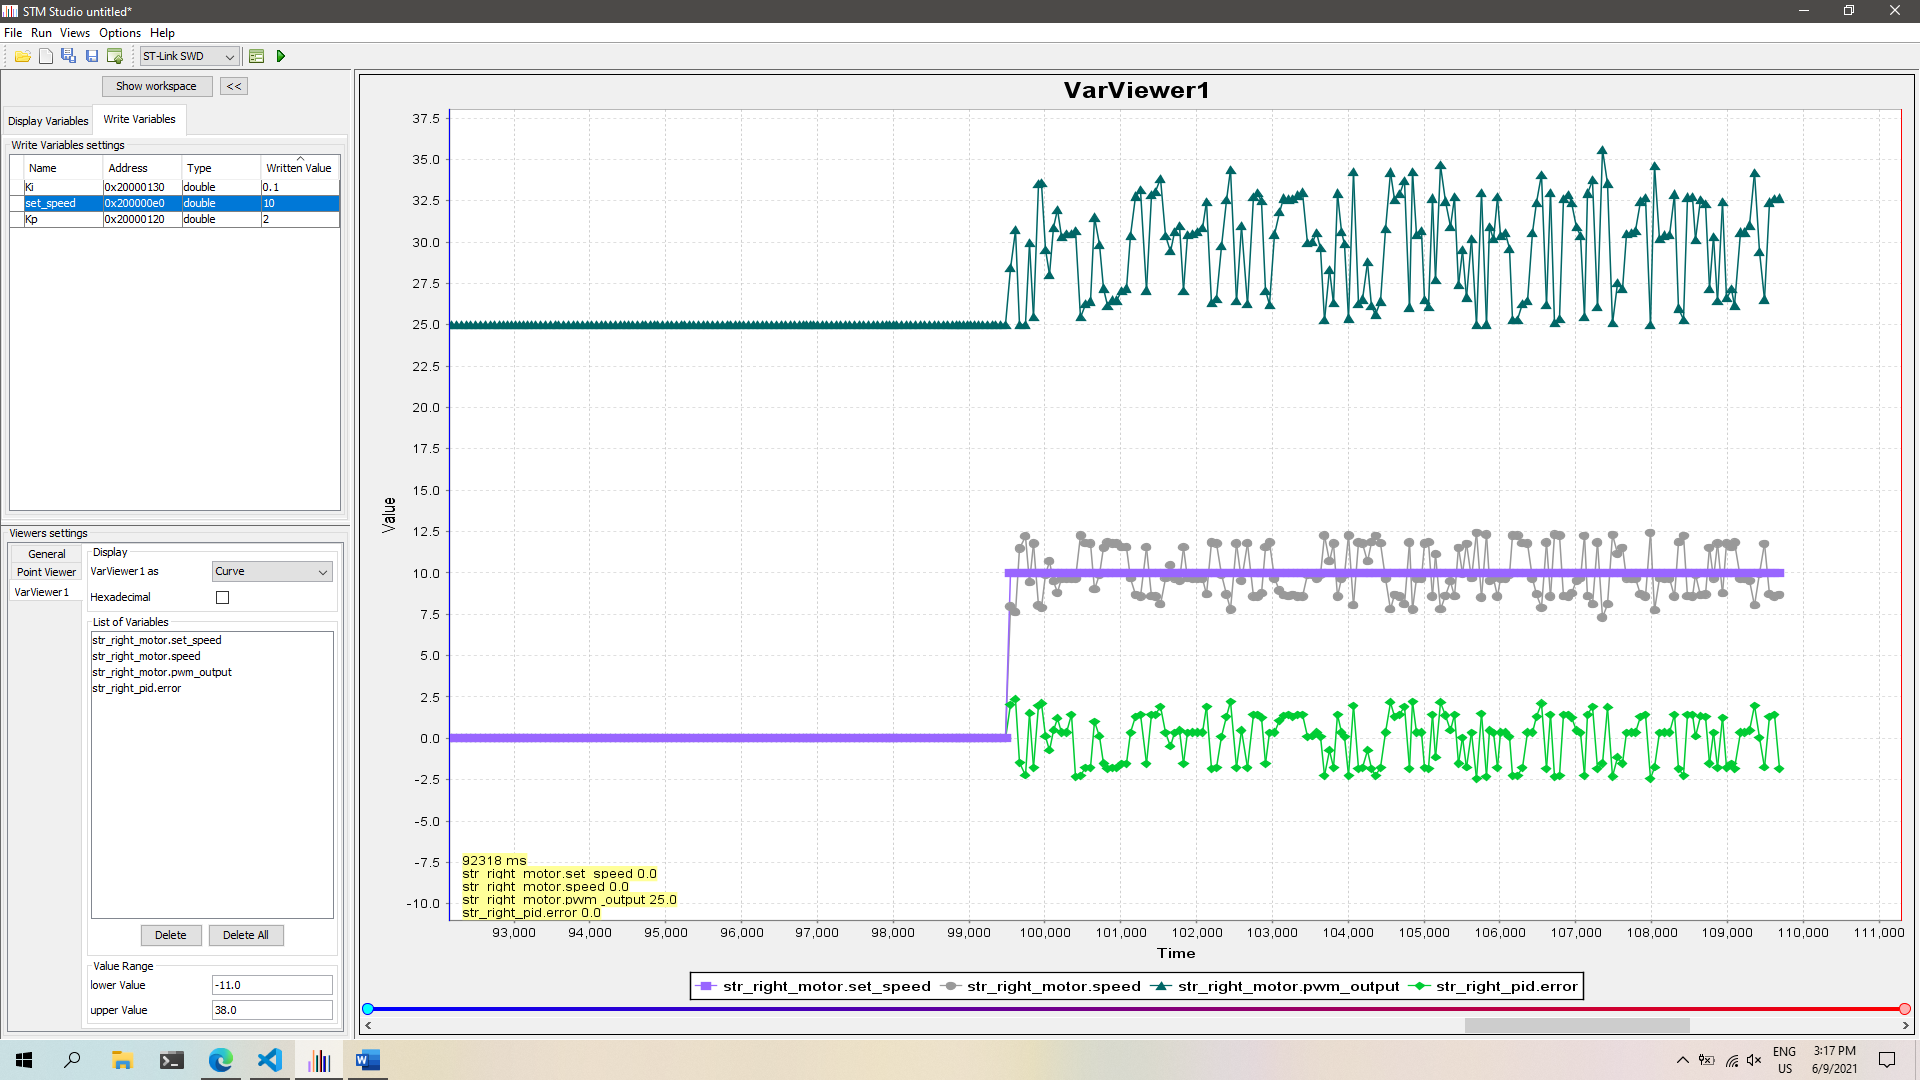 STM Studio untitled*
File Run Views Options Help
ST-Link SWD
Show workspace <<
Display Variables Write Variables
Write Variables settings
Name Address Type Written Value
Ki 0x20000130 double 0.1
set_speed 0x200000e0 double 10
Kp 0x20000120 double 2
Viewers settings
General
Point Viewer
VarViewer1
Display
VarViewer1 as Curve
Hexadecimal
List of Variables
str_right_motor.set_speed
str_right_motor.speed
str_right_motor.pwm_output
str_right_pid.error
Delete Delete All
Value Range
lower Value -11.0
upper Value 38.0
VarViewer1
37.5
35.0
32.5
30.0
27.5
25.0
22.5
20.0
17.5
15.0
12.5
10.0
7.5
5.0
2.5
0.0
-2.5
-5.0
-7.5
-10.0
Value
92318 ms
str_right_motor.set_speed 0.0
str_right_motor.speed 0.0
str_right_motor.pwm_output 25.0
str_right_pid.error 0.0
93,000 94,000 95,000 96,000 97,000 98,000 99,000 100,000 101,000 102,000 103,000 104,000 105,000 106,000 107,000 108,000 109,000 110,000 111,000
Time
str_right_motor.set_speed str_right_motor.speed str_right_motor.pwm_output str_right_pid.error
ENG
US
3:17 PM
6/9/2021